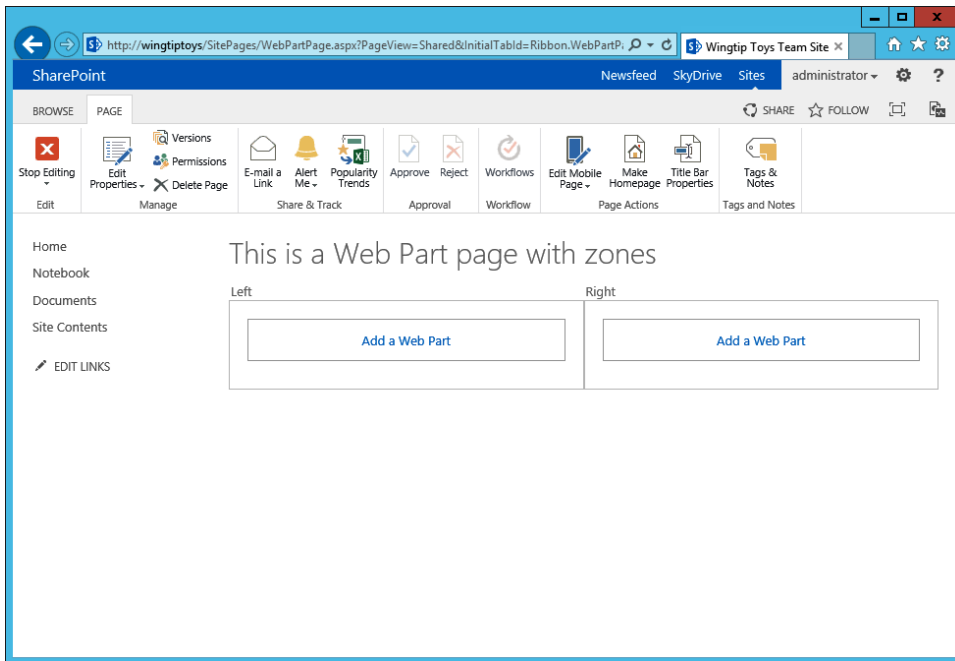 http://wingtiptoys/SitePages/WebPartPage.aspx?PageView=Shared&InitialTabId=Ribbon.WebPartPa
Wingtip Toys Team Site
SharePoint
Newsfeed SkyDrive Sites administrator ?
BROWSE PAGE SHARE FOLLOW
Stop Editing
Edit
Edit Properties
Versions
Permissions
Delete Page
Manage
E-mail a Link
Alert Me
Popularity Trends
Share & Track
Approve
Reject
Approval
Workflows
Workflow
Edit Mobile Page
Make Homepage
Title Bar Properties
Page Actions
Tags & Notes
Tags and Notes
Home
Notebook
Documents
Site Contents
EDIT LINKS
This is a Web Part page with zones
Left
Right
Add a Web Part
Add a Web Part